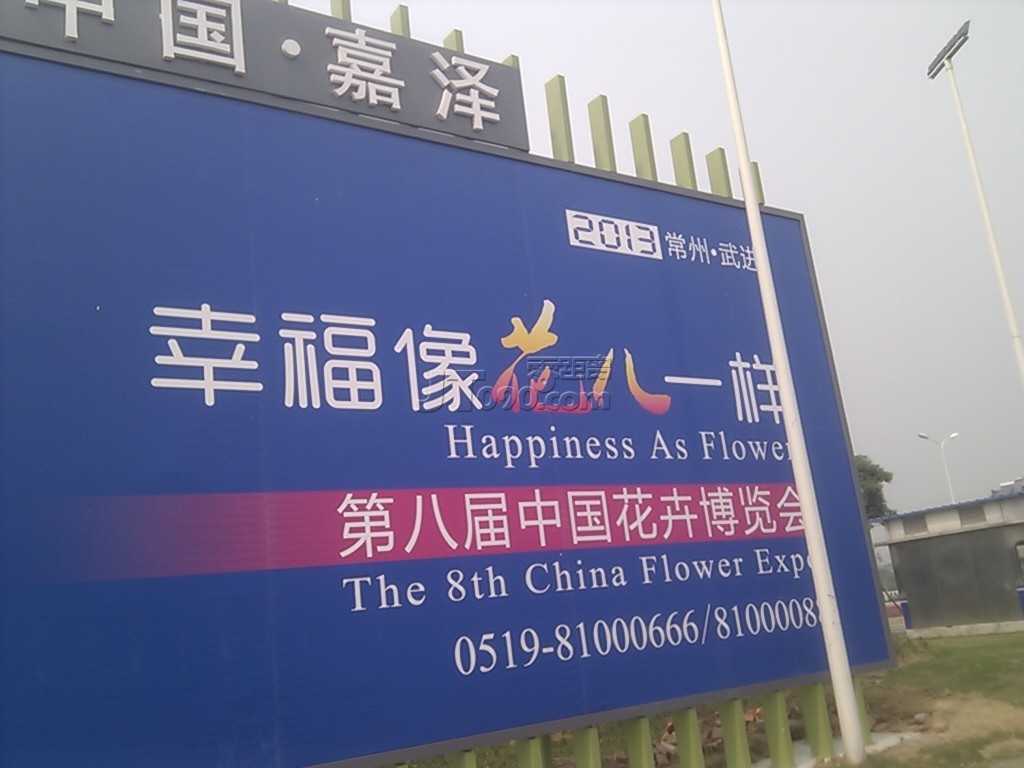 中国·嘉泽
2013 常州·武进
幸福像花儿一样
Happiness As Flower
第八届中国花卉博览会
The 8th China Flower Expo
0519-81000666/8100088